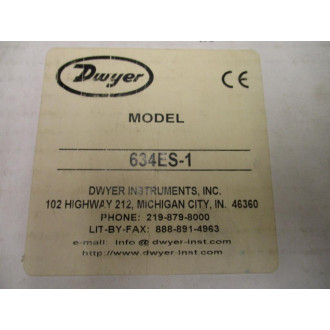 Dwyer
CE
MODEL
634ES-1
DWYER INSTRUMENTS, INC.
102 HIGHWAY 212, MICHIGAN CITY, IN. 46360
PHONE: 219-879-8000
LIT-BY-FAX: 888-891-4963
e-mail: info @ dwyer-inst.com
http://www.dwyer-inst.com